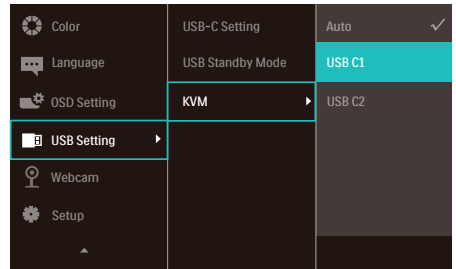 Color
Language
OSD Setting
USB Setting
Webcam
Setup
USB-C Setting
USB Standby Mode
KVM
Auto
USB C1
USB C2